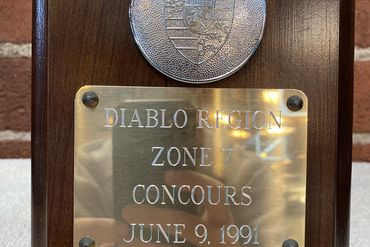 DIABLO REGION
ZONE 7
CONCOURS
JUNE 9, 1991